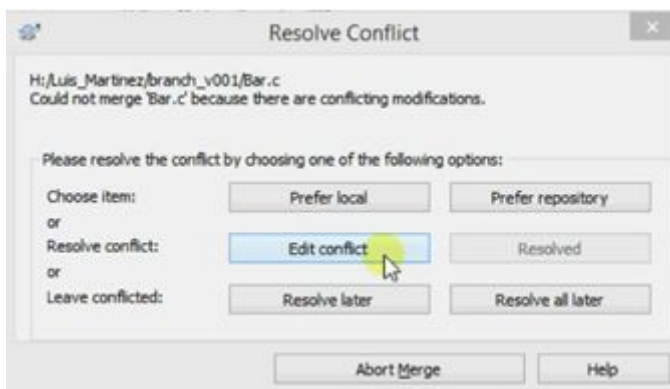 Resolve Conflict
H:/Luis_Martinez/branch_v001/Bar.c
Could not merge 'Bar.c' because there are conflicting modifications.
Please resolve the conflict by choosing one of the following options:
Choose item: Prefer local Prefer repository
or
Resolve conflict: Edit conflict Resolved
or
Leave conflicted: Resolve later Resolve all later
Abort Merge Help